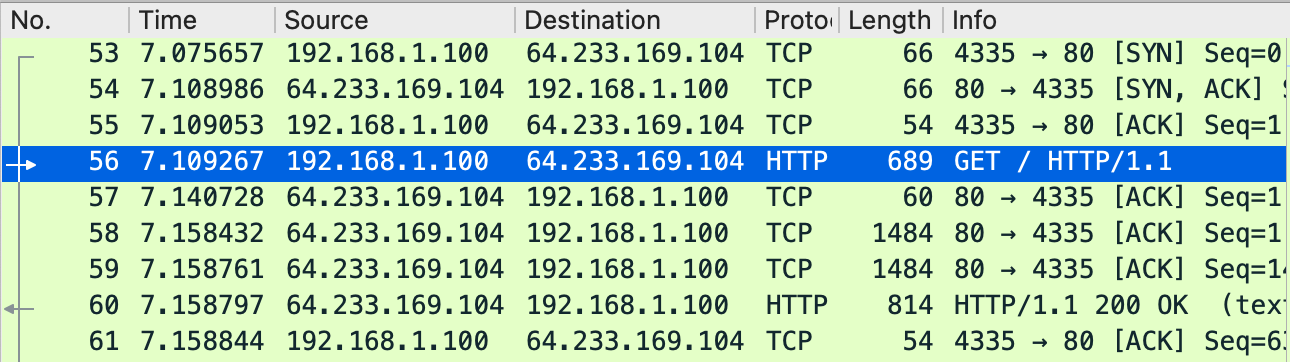 No. Time Source Destination Protoc Length Info
53 7.075657 192.168.1.100 64.233.169.104 TCP 66 4335 → 80 [SYN] Seq=0
54 7.108986 64.233.169.104 192.168.1.100 TCP 66 80 → 4335 [SYN, ACK] S
55 7.109053 192.168.1.100 64.233.169.104 TCP 54 4335 → 80 [ACK] Seq=1
56 7.109267 192.168.1.100 64.233.169.104 HTTP 689 GET / HTTP/1.1
57 7.140728 64.233.169.104 192.168.1.100 TCP 60 80 → 4335 [ACK] Seq=1
58 7.158432 64.233.169.104 192.168.1.100 TCP 1484 80 → 4335 [ACK] Seq=1
59 7.158761 64.233.169.104 192.168.1.100 TCP 1484 80 → 4335 [ACK] Seq=14
60 7.158797 64.233.169.104 192.168.1.100 HTTP 814 HTTP/1.1 200 OK (tex
61 7.158844 192.168.1.100 64.233.169.104 TCP 54 4335 → 80 [ACK] Seq=63